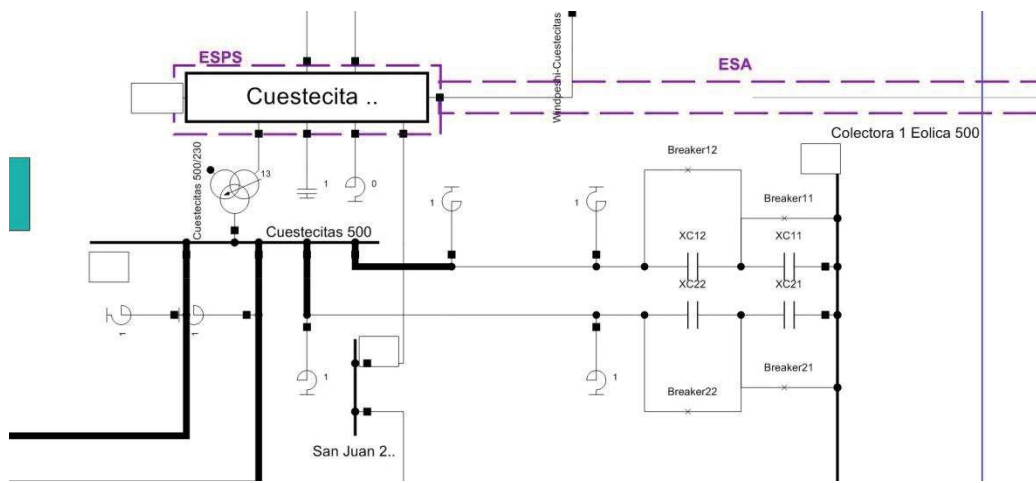 ESPS
ESA
Cuestecita ..
Windpeshi-Cuestecitas
Colectora 1 Eolica 500
Breaker12
Cuestecitas 500/230
13
1
0
1
1
Breaker11
Cuestecitas 500
XC12
XC11
XC22
XC21
1
1
1
1
Breaker21
Breaker22
San Juan 2..